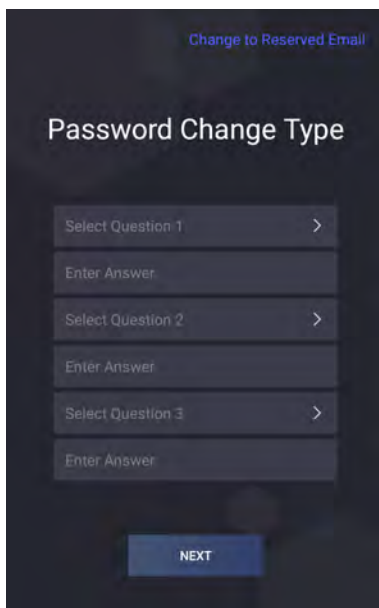 Change to Reserved Email
Password Change Type
Select Question 1
Enter Answer
Select Question 2
Enter Answer
Select Question 3
Enter Answer
NEXT